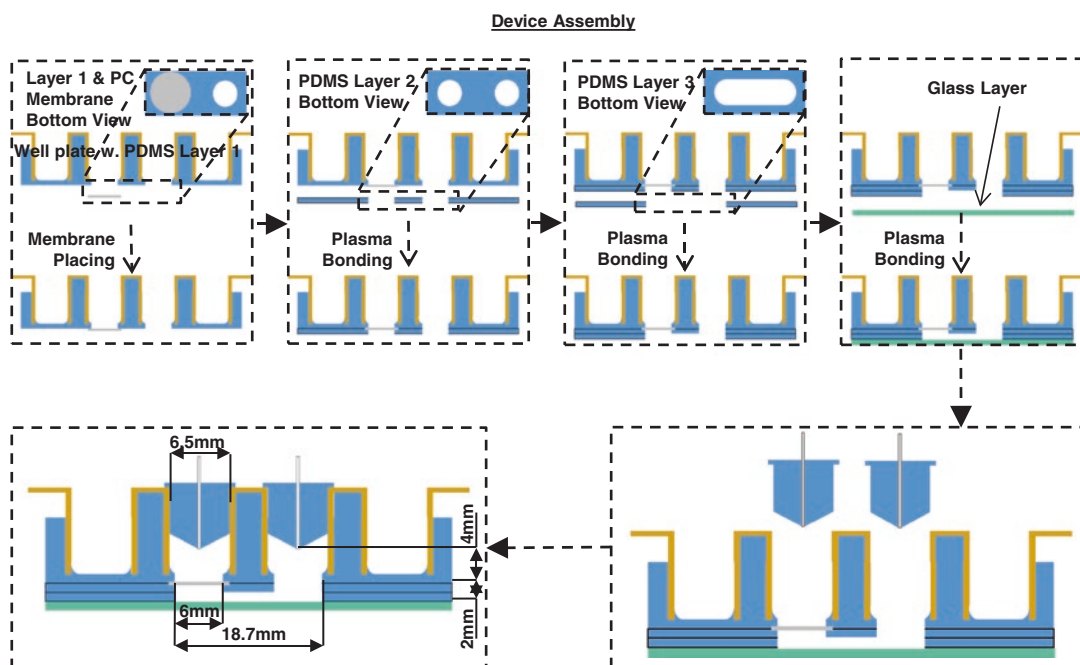 Device Assembly
Layer 1 & PC
Membrane
Bottom View
Well plate w. PDMS Layer 1
Membrane
Placing
PDMS Layer 2
Bottom View
Plasma
Bonding
PDMS Layer 3
Bottom View
Plasma
Bonding
Glass Layer
Plasma
Bonding
6.5mm
4mm
6mm
18.7mm
2mm